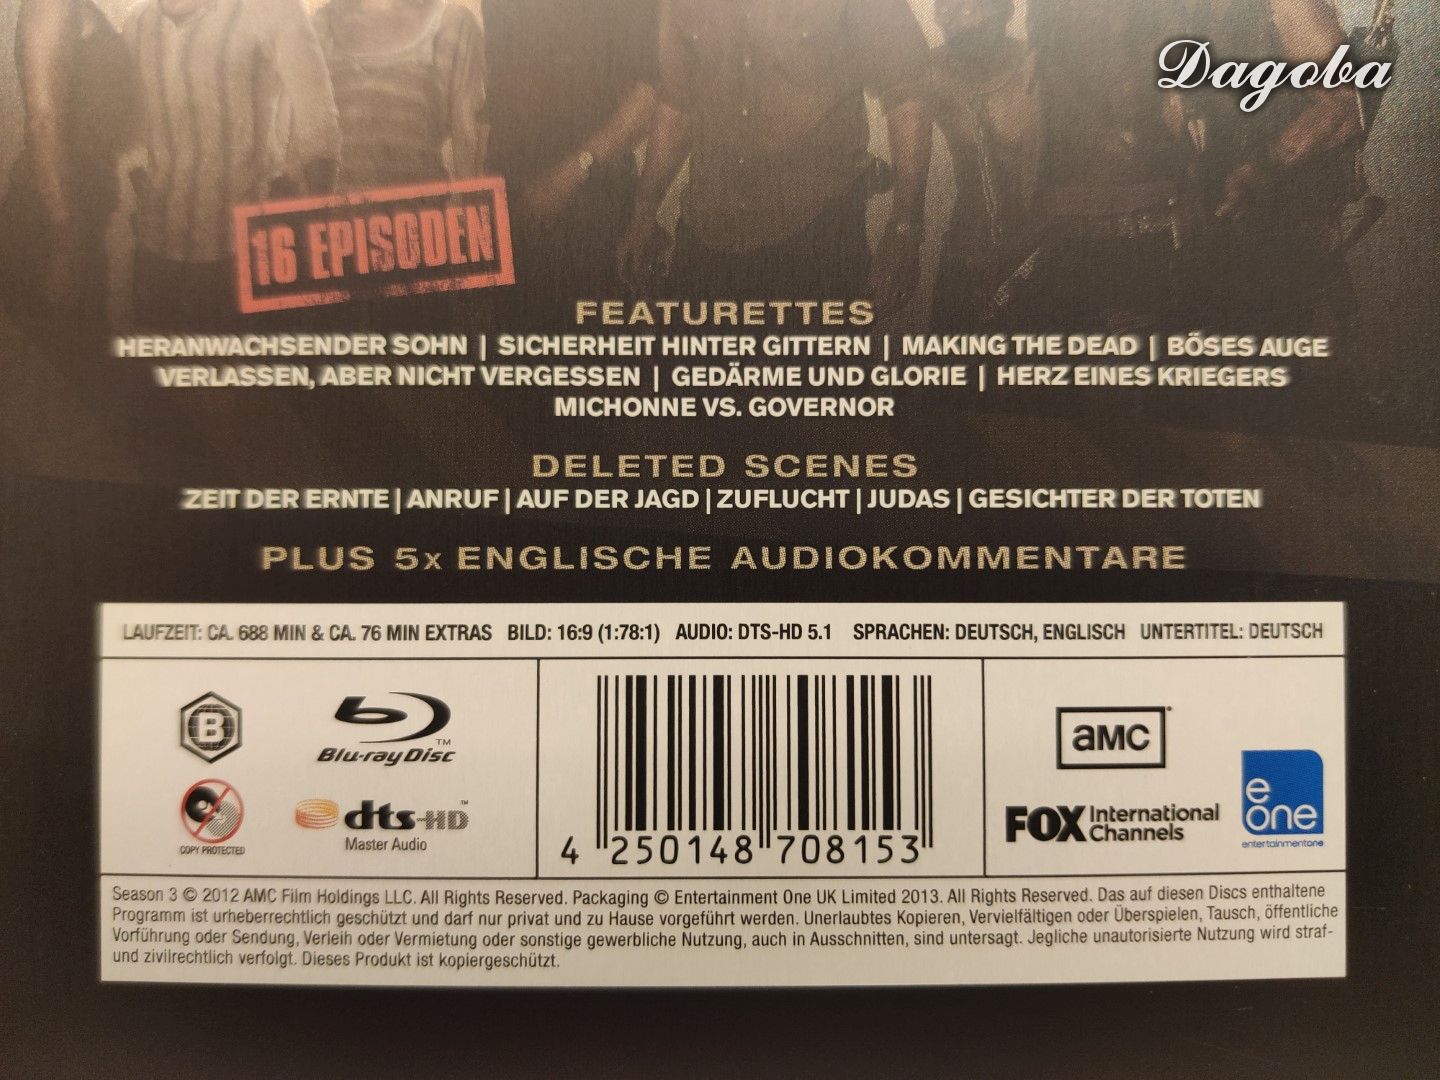 Dagoba
16 EPISODEN
FEATURETTES
HERANWACHSENDER SOHN | SICHERHEIT HINTER GITTERN | MAKING THE DEAD | BÖSES AUGE
VERLASSEN, ABER NICHT VERGESSEN | GEDÄRME UND GLORIE | HERZ EINES KRIEGERS
MICHONNE VS. GOVERNOR
DELETED SCENES
ZEIT DER ERNTE | ANRUF | AUF DER JAGD | ZUFLUCHT | JUDAS | GESICHTER DER TOTEN
PLUS 5x ENGLISCHE AUDIOKOMMENTARE
LAUFZEIT: CA. 688 MIN & CA. 76 MIN EXTRAS BILD: 16:9 (1:78:1) AUDIO: DTS-HD 5.1 SPRACHEN: DEUTSCH, ENGLISCH UNTERTITEL: DEUTSCH
B
Blu-ray Disc™
COPY PROTECTED
dts-HD™
Master Audio
4 250148 708153
aMC
FOX International Channels
e one
entertainmentone
Season 3 © 2012 AMC Film Holdings LLC. All Rights Reserved. Packaging © Entertainment One UK Limited 2013. All Rights Reserved. Das auf diesen Discs enthaltene
Programm ist urheberrechtlich geschützt und darf nur privat und zu Hause vorgeführt werden. Unerlaubtes Kopieren, Vervielfältigen oder Überspielen, Tausch, öffentliche
Vorführung oder Sendung, Verleih oder Vermietung oder sonstige gewerbliche Nutzung, auch in Ausschnitten, sind untersagt. Jegliche unautorisierte Nutzung wird straf-
und zivilrechtlich verfolgt. Dieses Produkt ist kopiergeschützt.